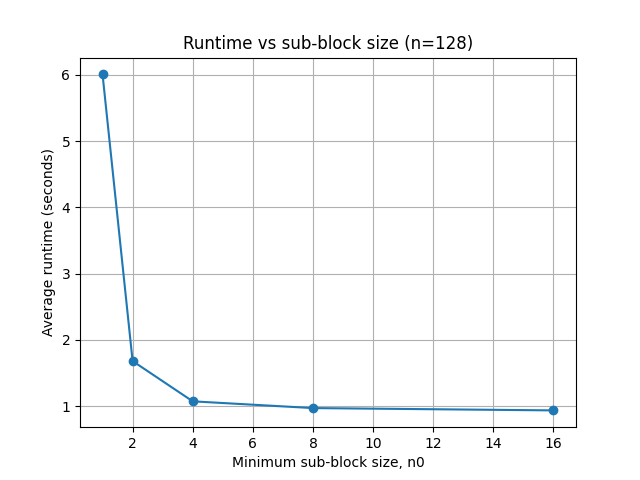 Runtime vs sub-block size (n=128)
Average runtime (seconds)
6
5
4
3
2
1
2 4 6 8 10 12 14 16
Minimum sub-block size, n0